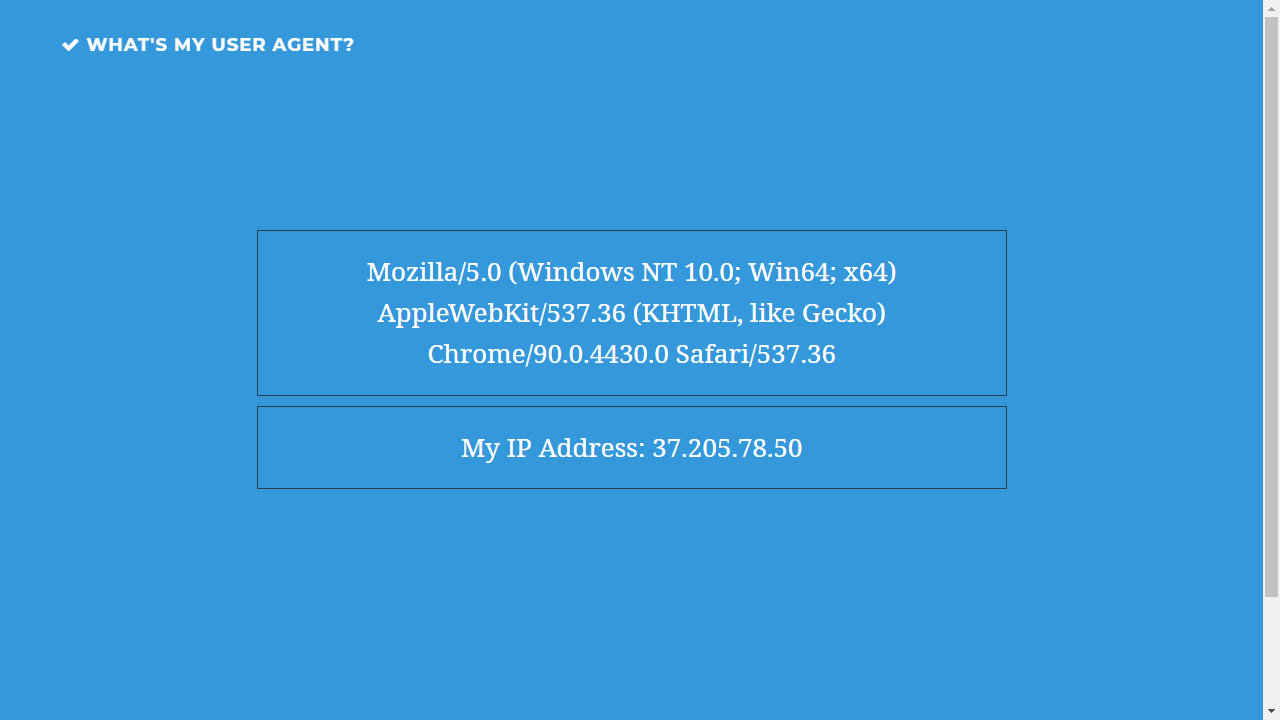 WHAT'S MY USER AGENT?
Mozilla/5.0 (Windows NT 10.0; Win64; x64)
AppleWebKit/537.36 (KHTML, like Gecko)
Chrome/90.0.4430.0 Safari/537.36
My IP Address: 37.205.78.50